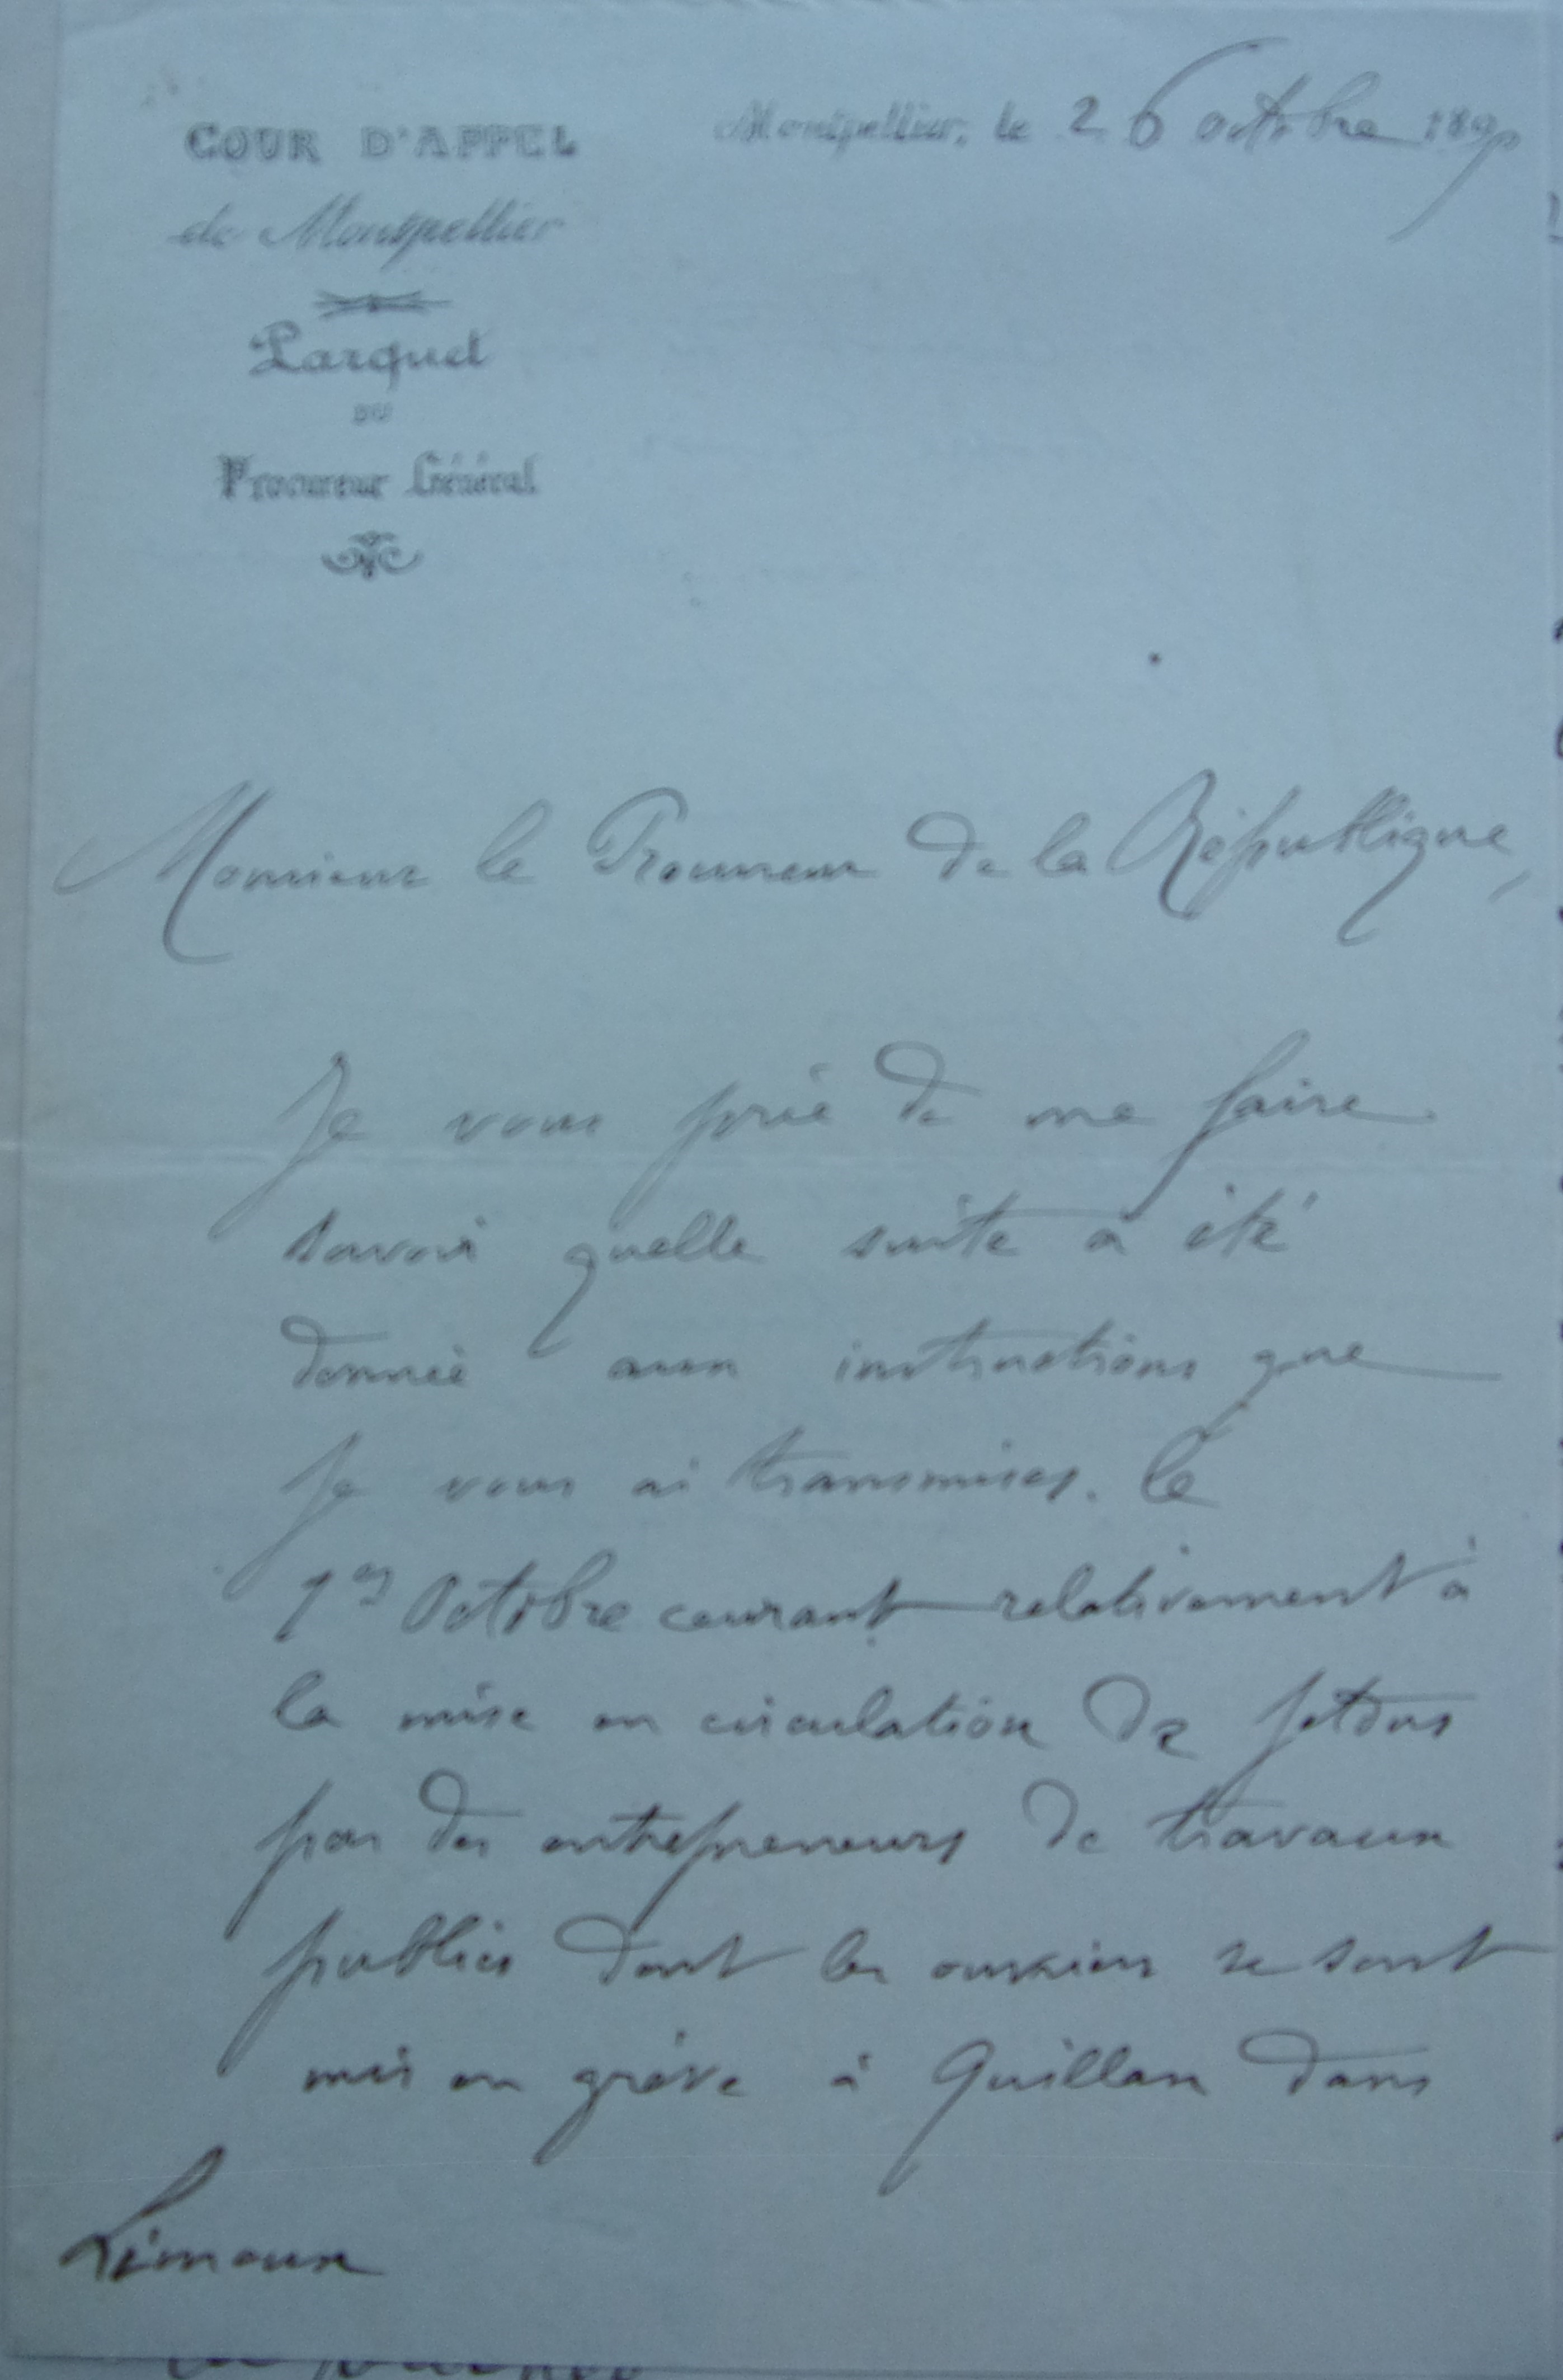 COUR D'APPEL
de Montpellier
Parquet
DU
Procureur Général
Montpellier, le 26 octobre 189
Monsieur le Procureur de la République,
Je vous prie de me faire
savoir quelle suite a été
donnée aux instructions que
je vous ai transmises le
1er Octobre courant relativement à
la mise en circulation de jetons
par des entrepreneurs de travaux
publics dont les ouvriers se sont
mis en grève à Quillan dans
Limoux